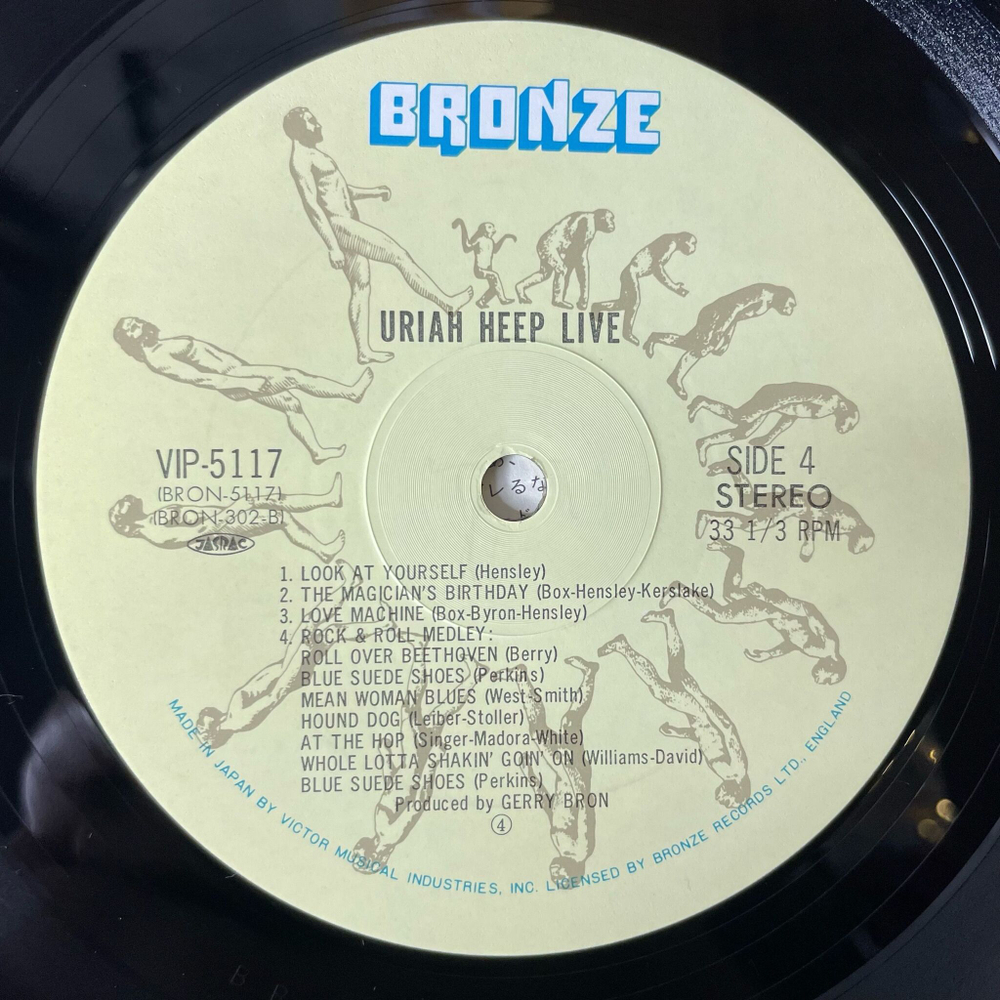 BRONZE
URIAH HEEP LIVE
VIP-5117
(BRON-5117)
(BRON-302-B)
JASRAC
SIDE 4
STEREO
33 1/3 RPM
レるな
1. LOOK AT YOURSELF (Hensley)
2. THE MAGICIAN'S BIRTHDAY (Box-Hensley-Kerslake)
3. LOVE MACHINE (Box-Byron-Hensley)
4. ROCK & ROLL MEDLEY:
ROLL OVER BEETHOVEN (Berry)
BLUE SUEDE SHOES (Perkins)
MEAN WOMAN BLUES (West-Smith)
HOUND DOG (Leiber-Stoller)
AT THE HOP (Singer-Madora-White)
WHOLE LOTTA SHAKIN' GOIN' ON (Williams-David)
BLUE SUEDE SHOES (Perkins)
Produced by GERRY BRON
④
MADE IN JAPAN BY VICTOR MUSICAL INDUSTRIES, INC. LICENSED BY BRONZE RECORDS LTD., ENGLAND